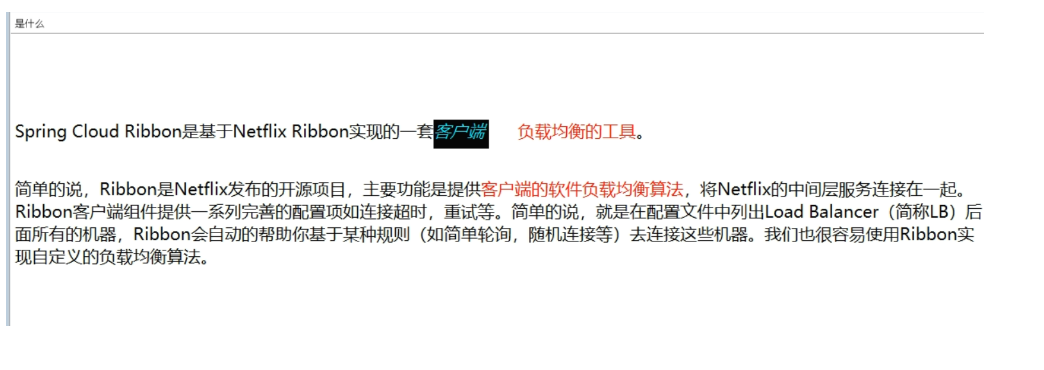 是什么
Spring Cloud Ribbon是基于Netflix Ribbon实现的一套客户端 负载均衡的工具。
简单的说，Ribbon是Netflix发布的开源项目，主要功能是提供客户端的软件负载均衡算法，将Netflix的中间层服务连接在一起。
Ribbon客户端组件提供一系列完善的配置项如连接超时，重试等。简单的说，就是在配置文件中列出Load Balancer（简称LB）后
面所有的机器，Ribbon会自动的帮助你基于某种规则（如简单轮询，随机连接等）去连接这些机器。我们也很容易使用Ribbon实
现自定义的负载均衡算法。